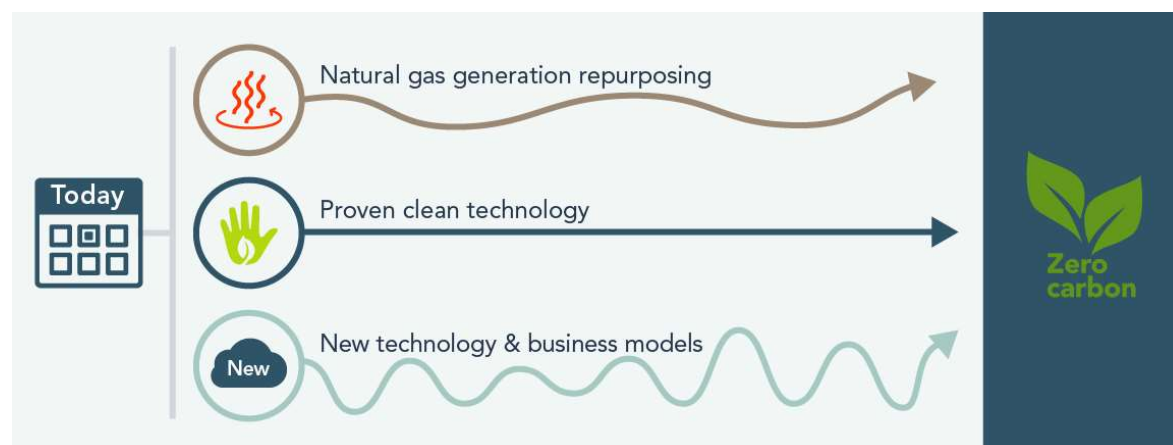 Natural gas generation repurposing
Today
Proven clean technology
New technology & business models
New
Zero
carbon